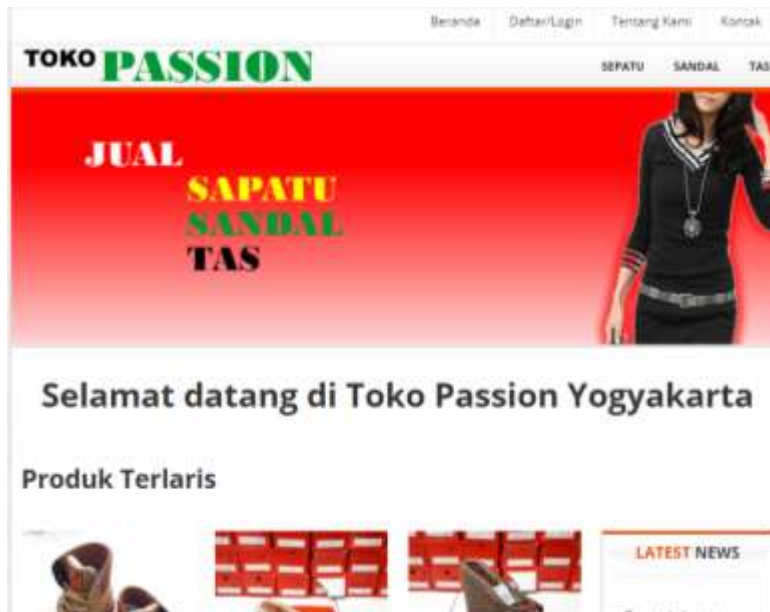 Beranda Daftar/Login Tentang Kami Kontak
TOKO PASSION
SEPATU SANDAL TAS
JUAL
SAPATU
SANDAL
TAS
Selamat datang di Toko Passion Yogyakarta
Produk Terlaris
LATEST NEWS